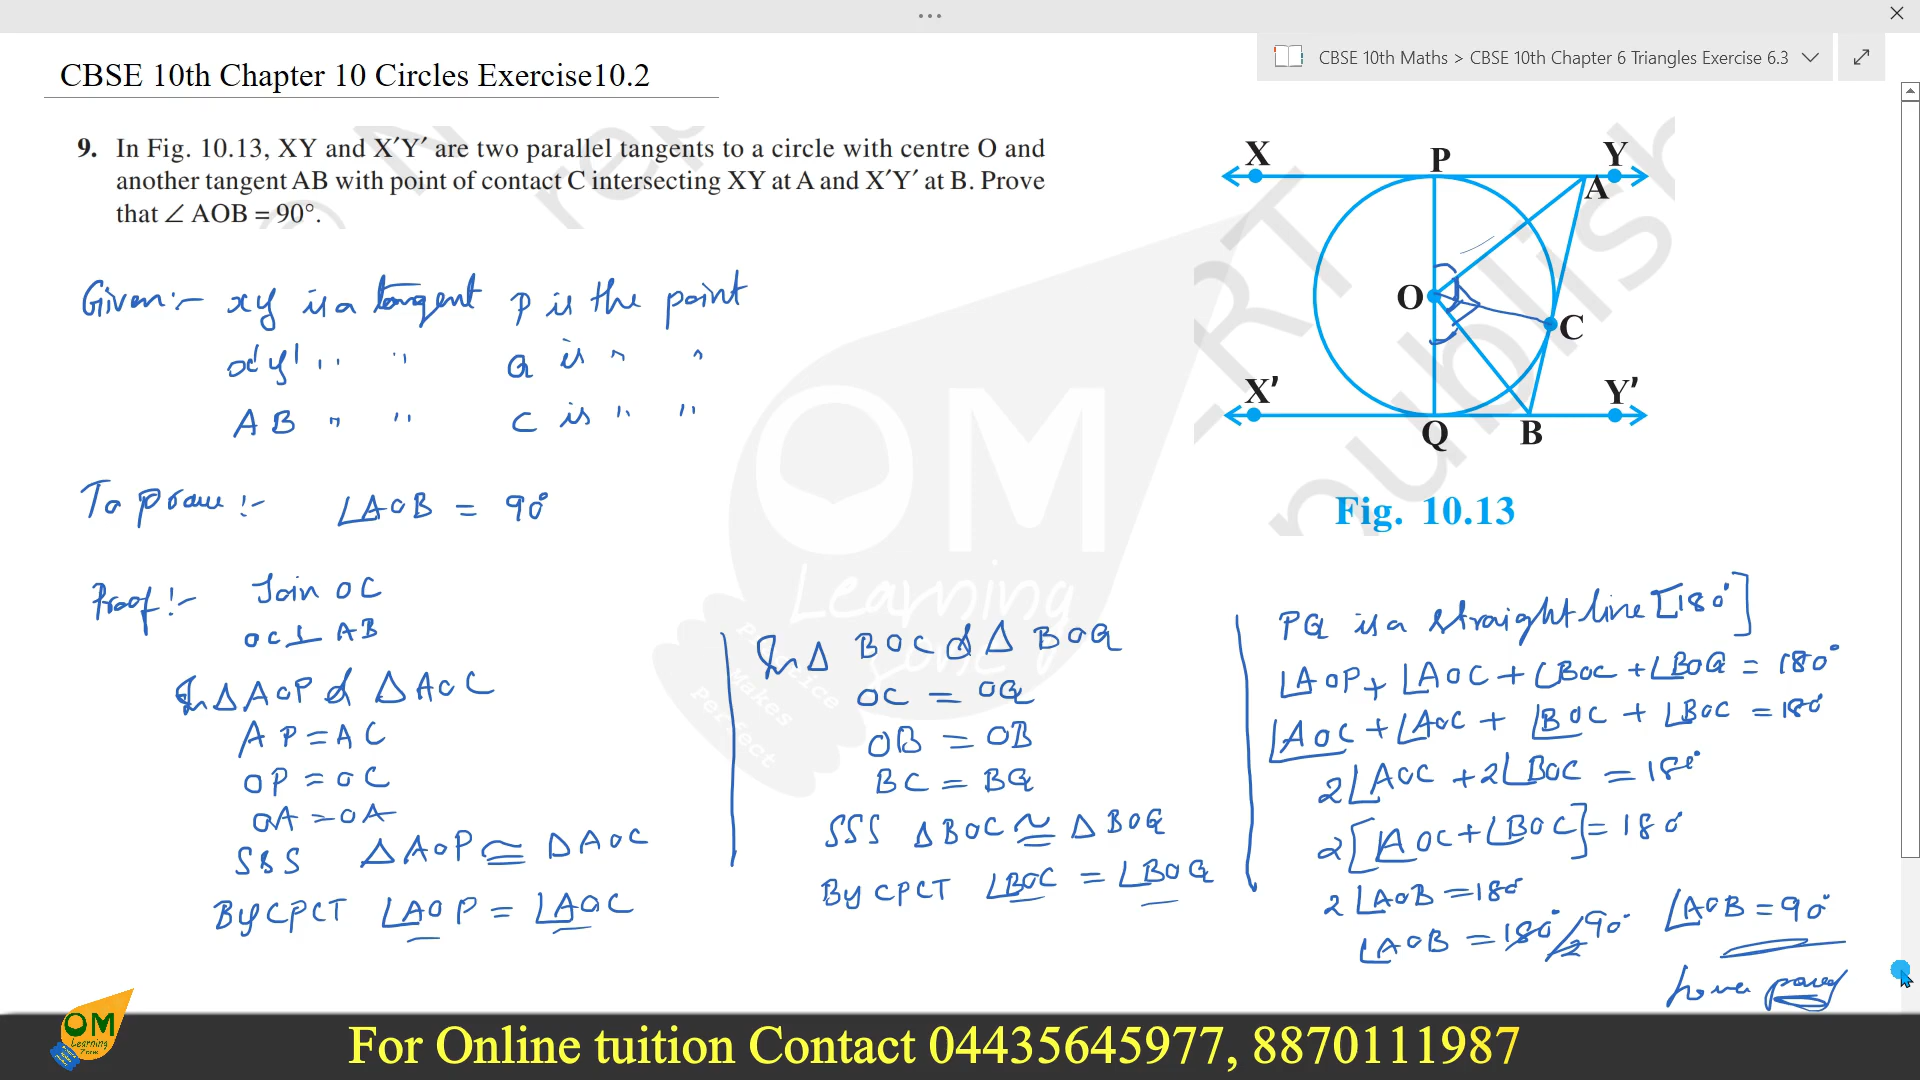 CBSE 10th Maths > CBSE 10th Chapter 6 Triangles Exercise 6.3
CBSE 10th Chapter 10 Circles Exercise10.2
9. In Fig. 10.13, XY and X′Y′ are two parallel tangents to a circle with centre O and
another tangent AB with point of contact C intersecting XY at A and X′Y′ at B. Prove
that ∠ AOB = 90°.
X P Y
A
O
C
X′ Y′
Q B
Fig. 10.13
Given:- xy is a tangent P is the point
x'y' " " Q is " "
AB " " C is " "
To prove :- ∠AOB = 90°
Proof :- Join OC
OC ⊥ AB
In ΔAOP & ΔAOC
AP = AC
OP = OC
OA = OA
SSS ΔAOP ≅ ΔAOC
By CPCT ∠AOP = ∠AOC
In Δ BOC & Δ BOQ
OC = OQ
OB = OB
BC = BQ
SSS ΔBOC ≅ ΔBOQ
By CPCT ∠BOC = ∠BOQ
PQ is a straight line [180°]
∠AOP + ∠AOC + ∠BOC + ∠BOQ = 180°
∠AOC + ∠AOC + ∠BOC + ∠BOC = 180
2∠AOC + 2∠BOC = 180°
2[∠AOC + ∠BOC] = 180
2∠AOB = 180
∠AOB = 180°/2 90°
∠AOB = 90°
OM
Learning
Practice
Makes
Perfect
OM
Learning
For Online tuition Contact 04435645977, 8870111987